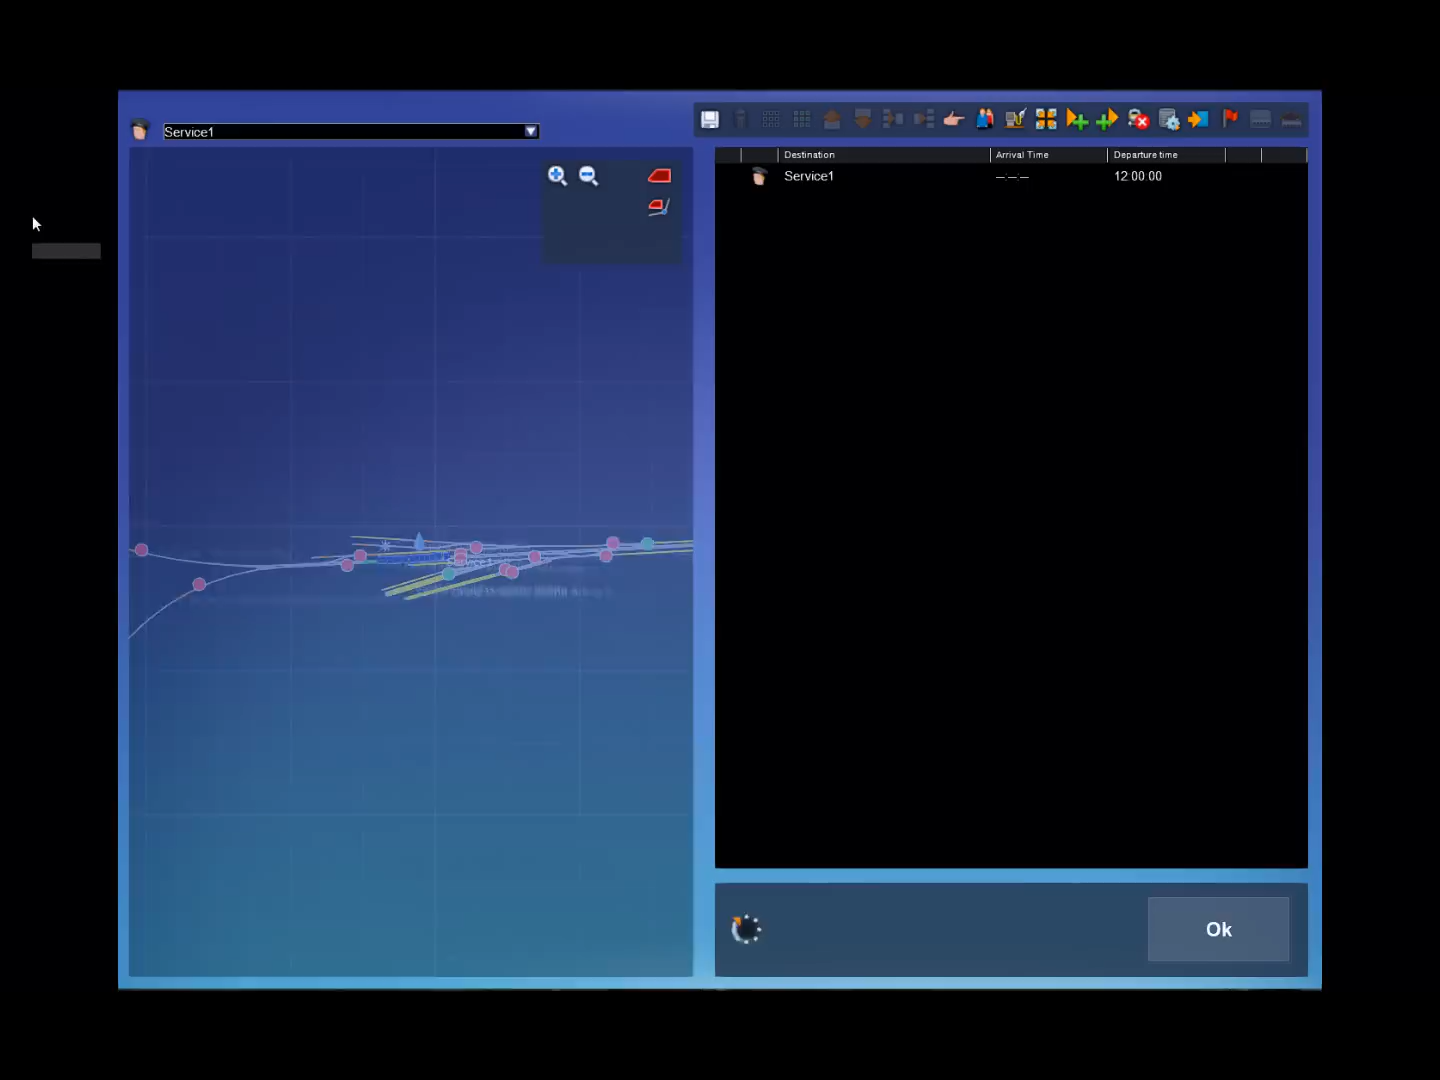 Service1
Destination
Arrival Time
Departure time
Service1
--:--:--
12:00:00
Ok